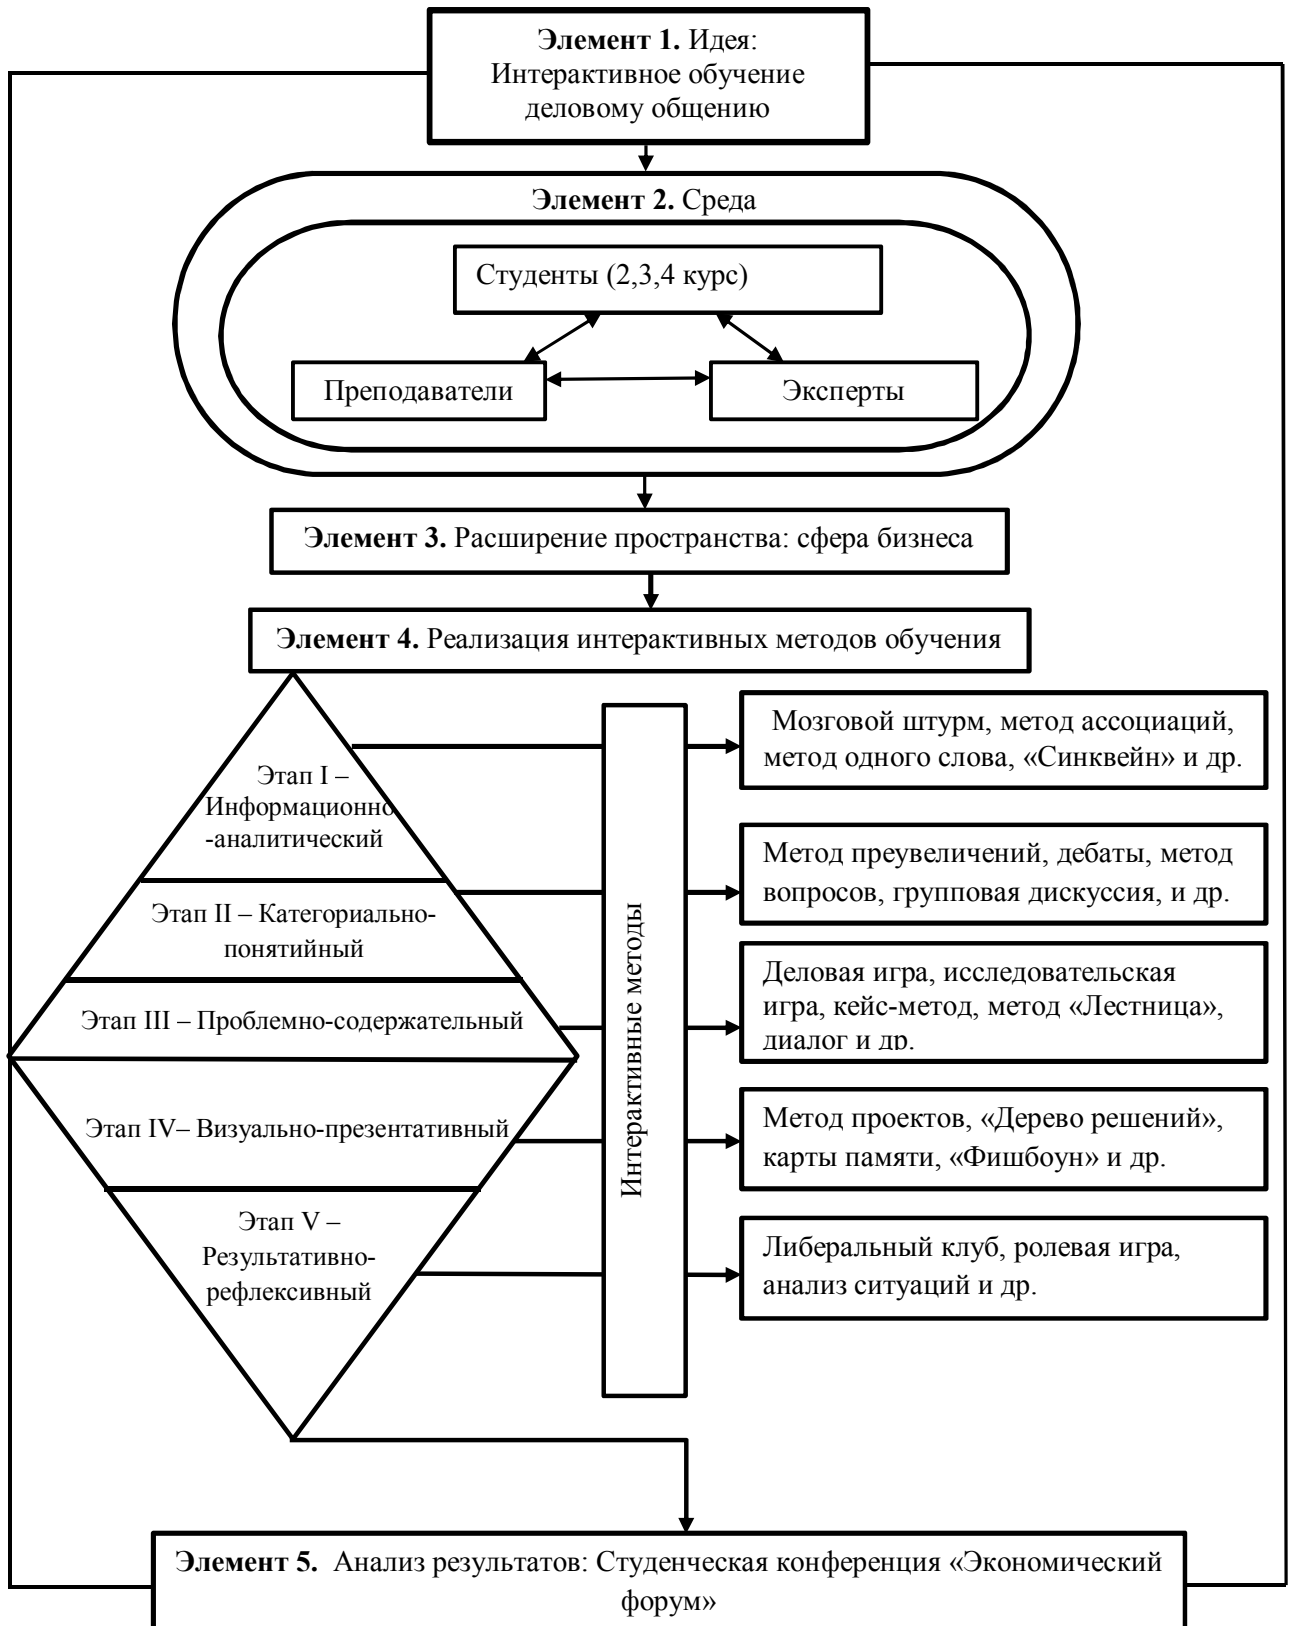 Элемент 1. Идея:
Интерактивное обучение
деловому общению
Элемент 2. Среда
Студенты (2,3,4 курс)
Преподаватели
Эксперты
Элемент 3. Расширение пространства: сфера бизнеса
Элемент 4. Реализация интерактивных методов обучения
Этап I –
Информационно
-аналитический
Этап II – Категориально-
понятийный
Этап III – Проблемно-содержательный
Этап IV– Визуально-презентативный
Этап V –
Результативно-
рефлексивный
Интерактивные методы
Мозговой штурм, метод ассоциаций,
метод одного слова, «Синквейн» и др.
Метод преувеличений, дебаты, метод
вопросов, групповая дискуссия, и др.
Деловая игра, исследовательская
игра, кейс-метод, метод «Лестница»,
диалог и др.
Метод проектов, «Дерево решений»,
карты памяти, «Фишбоун» и др.
Либеральный клуб, ролевая игра,
анализ ситуаций и др.
Элемент 5. Анализ результатов: Студенческая конференция «Экономический
форум»